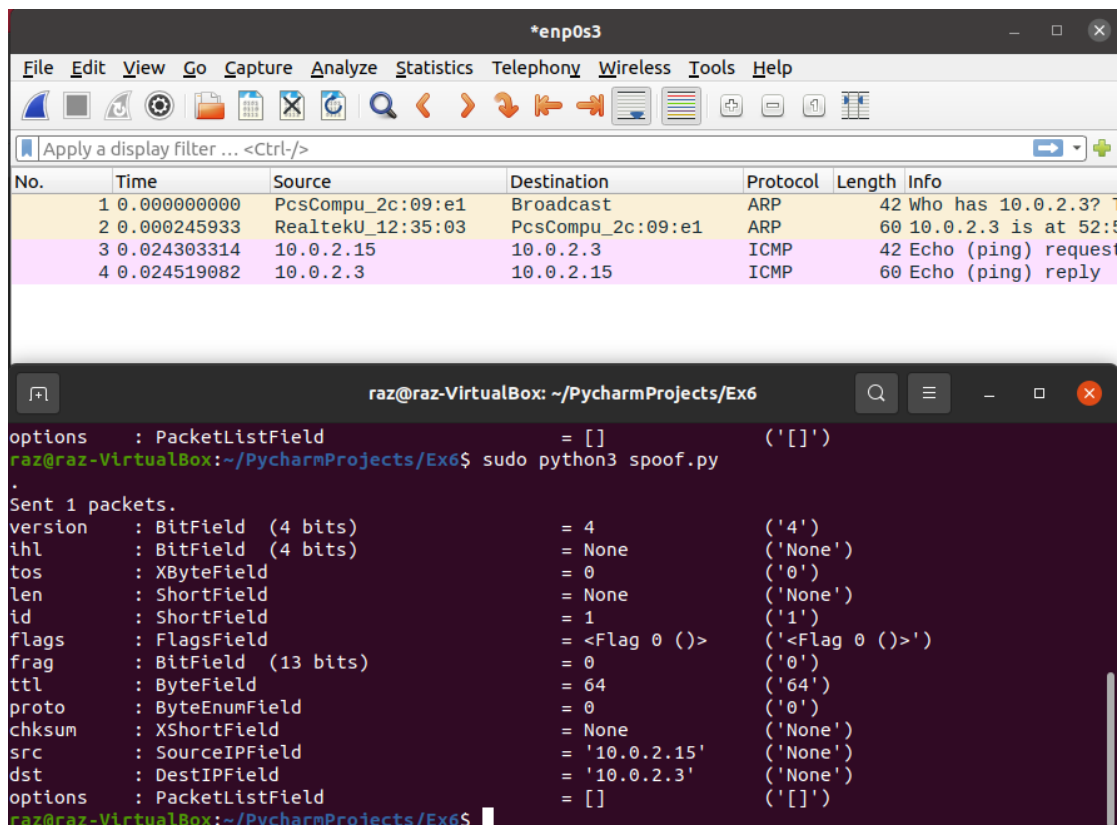 *enp0s3
File Edit View Go Capture Analyze Statistics Telephony Wireless Tools Help
Apply a display filter … <Ctrl-/>
No. Time Source Destination Protocol Length Info
1 0.000000000 PcsCompu_2c:09:e1 Broadcast ARP 42 Who has 10.0.2.3?
2 0.000245933 RealtekU_12:35:03 PcsCompu_2c:09:e1 ARP 60 10.0.2.3 is at 52:5
3 0.024303314 10.0.2.15 10.0.2.3 ICMP 42 Echo (ping) request
4 0.024519082 10.0.2.3 10.0.2.15 ICMP 60 Echo (ping) reply
raz@raz-VirtualBox: ~/PycharmProjects/Ex6
options : PacketListField = [] ('[]')
raz@raz-VirtualBox:~/PycharmProjects/Ex6$ sudo python3 spoof.py
.
Sent 1 packets.
version : BitField (4 bits) = 4 ('4')
ihl : BitField (4 bits) = None ('None')
tos : XByteField = 0 ('0')
len : ShortField = None ('None')
id : ShortField = 1 ('1')
flags : FlagsField = <Flag 0 ()> ('<Flag 0 ()>')
frag : BitField (13 bits) = 0 ('0')
ttl : ByteField = 64 ('64')
proto : ByteEnumField = 0 ('0')
chksum : XShortField = None ('None')
src : SourceIPField = '10.0.2.15' ('None')
dst : DestIPField = '10.0.2.3' ('None')
options : PacketListField = [] ('[]')
raz@raz-VirtualBox:~/PycharmProjects/Ex6$